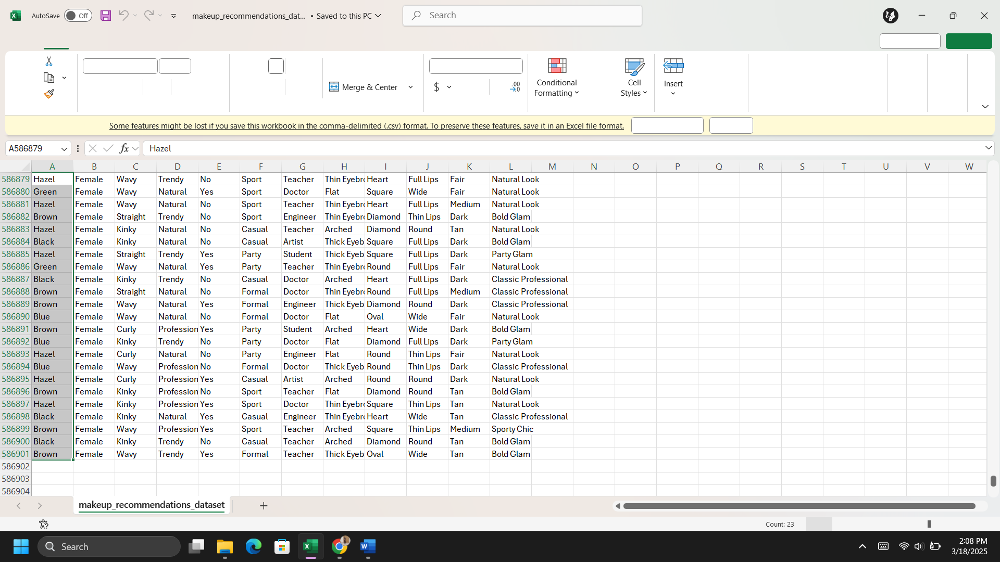 AutoSave Off makeup_recommendations_dat... • Saved to this PC Search
Merge & Center $ .00 →0 Conditional Formatting Cell Styles Insert
Some features might be lost if you save this workbook in the comma-delimited (.csv) format. To preserve these features, save it in an Excel file format.
A586879 fx Hazel
A B C D E F G H I J K L M N O P Q R S T U V W
586879 Hazel Female Wavy Trendy No Sport Teacher Thin Eyebr Heart Full Lips Fair Natural Look
586880 Green Female Wavy Natural Yes Sport Doctor Flat Square Wide Fair Natural Look
586881 Hazel Female Wavy Natural No Sport Teacher Thin Eyebr Heart Full Lips Medium Natural Look
586882 Brown Female Straight Trendy No Sport Engineer Thin Eyebr Diamond Thin Lips Dark Bold Glam
586883 Hazel Female Kinky Natural No Casual Teacher Arched Diamond Round Tan Natural Look
586884 Black Female Kinky Natural No Casual Artist Thick Eyeb Square Full Lips Dark Bold Glam
586885 Hazel Female Straight Trendy Yes Party Student Thick Eyeb Square Full Lips Dark Party Glam
586886 Green Female Wavy Natural Yes Party Teacher Thin Eyebr Round Full Lips Fair Natural Look
586887 Black Female Kinky Trendy No Casual Doctor Arched Heart Full Lips Dark Classic Professional
586888 Brown Female Straight Natural No Formal Doctor Thin Eyebr Round Full Lips Medium Classic Professional
586889 Brown Female Wavy Natural Yes Formal Engineer Thick Eyeb Diamond Round Dark Classic Professional
586890 Blue Female Wavy Natural No Formal Doctor Flat Oval Wide Fair Natural Look
586891 Brown Female Curly Profession Yes Party Student Arched Heart Wide Dark Bold Glam
586892 Blue Female Kinky Trendy No Party Doctor Flat Diamond Full Lips Dark Party Glam
586893 Hazel Female Curly Natural No Party Engineer Flat Round Thin Lips Fair Natural Look
586894 Blue Female Wavy Profession No Formal Doctor Thick Eyeb Round Thin Lips Dark Classic Professional
586895 Hazel Female Curly Profession Yes Casual Artist Arched Round Round Dark Natural Look
586896 Brown Female Kinky Profession No Sport Teacher Flat Diamond Round Tan Bold Glam
586897 Hazel Female Kinky Profession Yes Sport Doctor Thin Eyebr Square Thin Lips Tan Natural Look
586898 Black Female Kinky Natural Yes Casual Engineer Thin Eyebr Heart Wide Tan Classic Professional
586899 Brown Female Wavy Profession Yes Sport Teacher Arched Square Thin Lips Medium Sporty Chic
586900 Black Female Kinky Trendy No Casual Teacher Arched Diamond Round Tan Bold Glam
586901 Brown Female Wavy Trendy Yes Formal Teacher Thick Eyeb Oval Wide Tan Bold Glam
586902
586903
586904
makeup_recommendations_dataset
Count: 23
Search 2:08 PM
3/18/2025